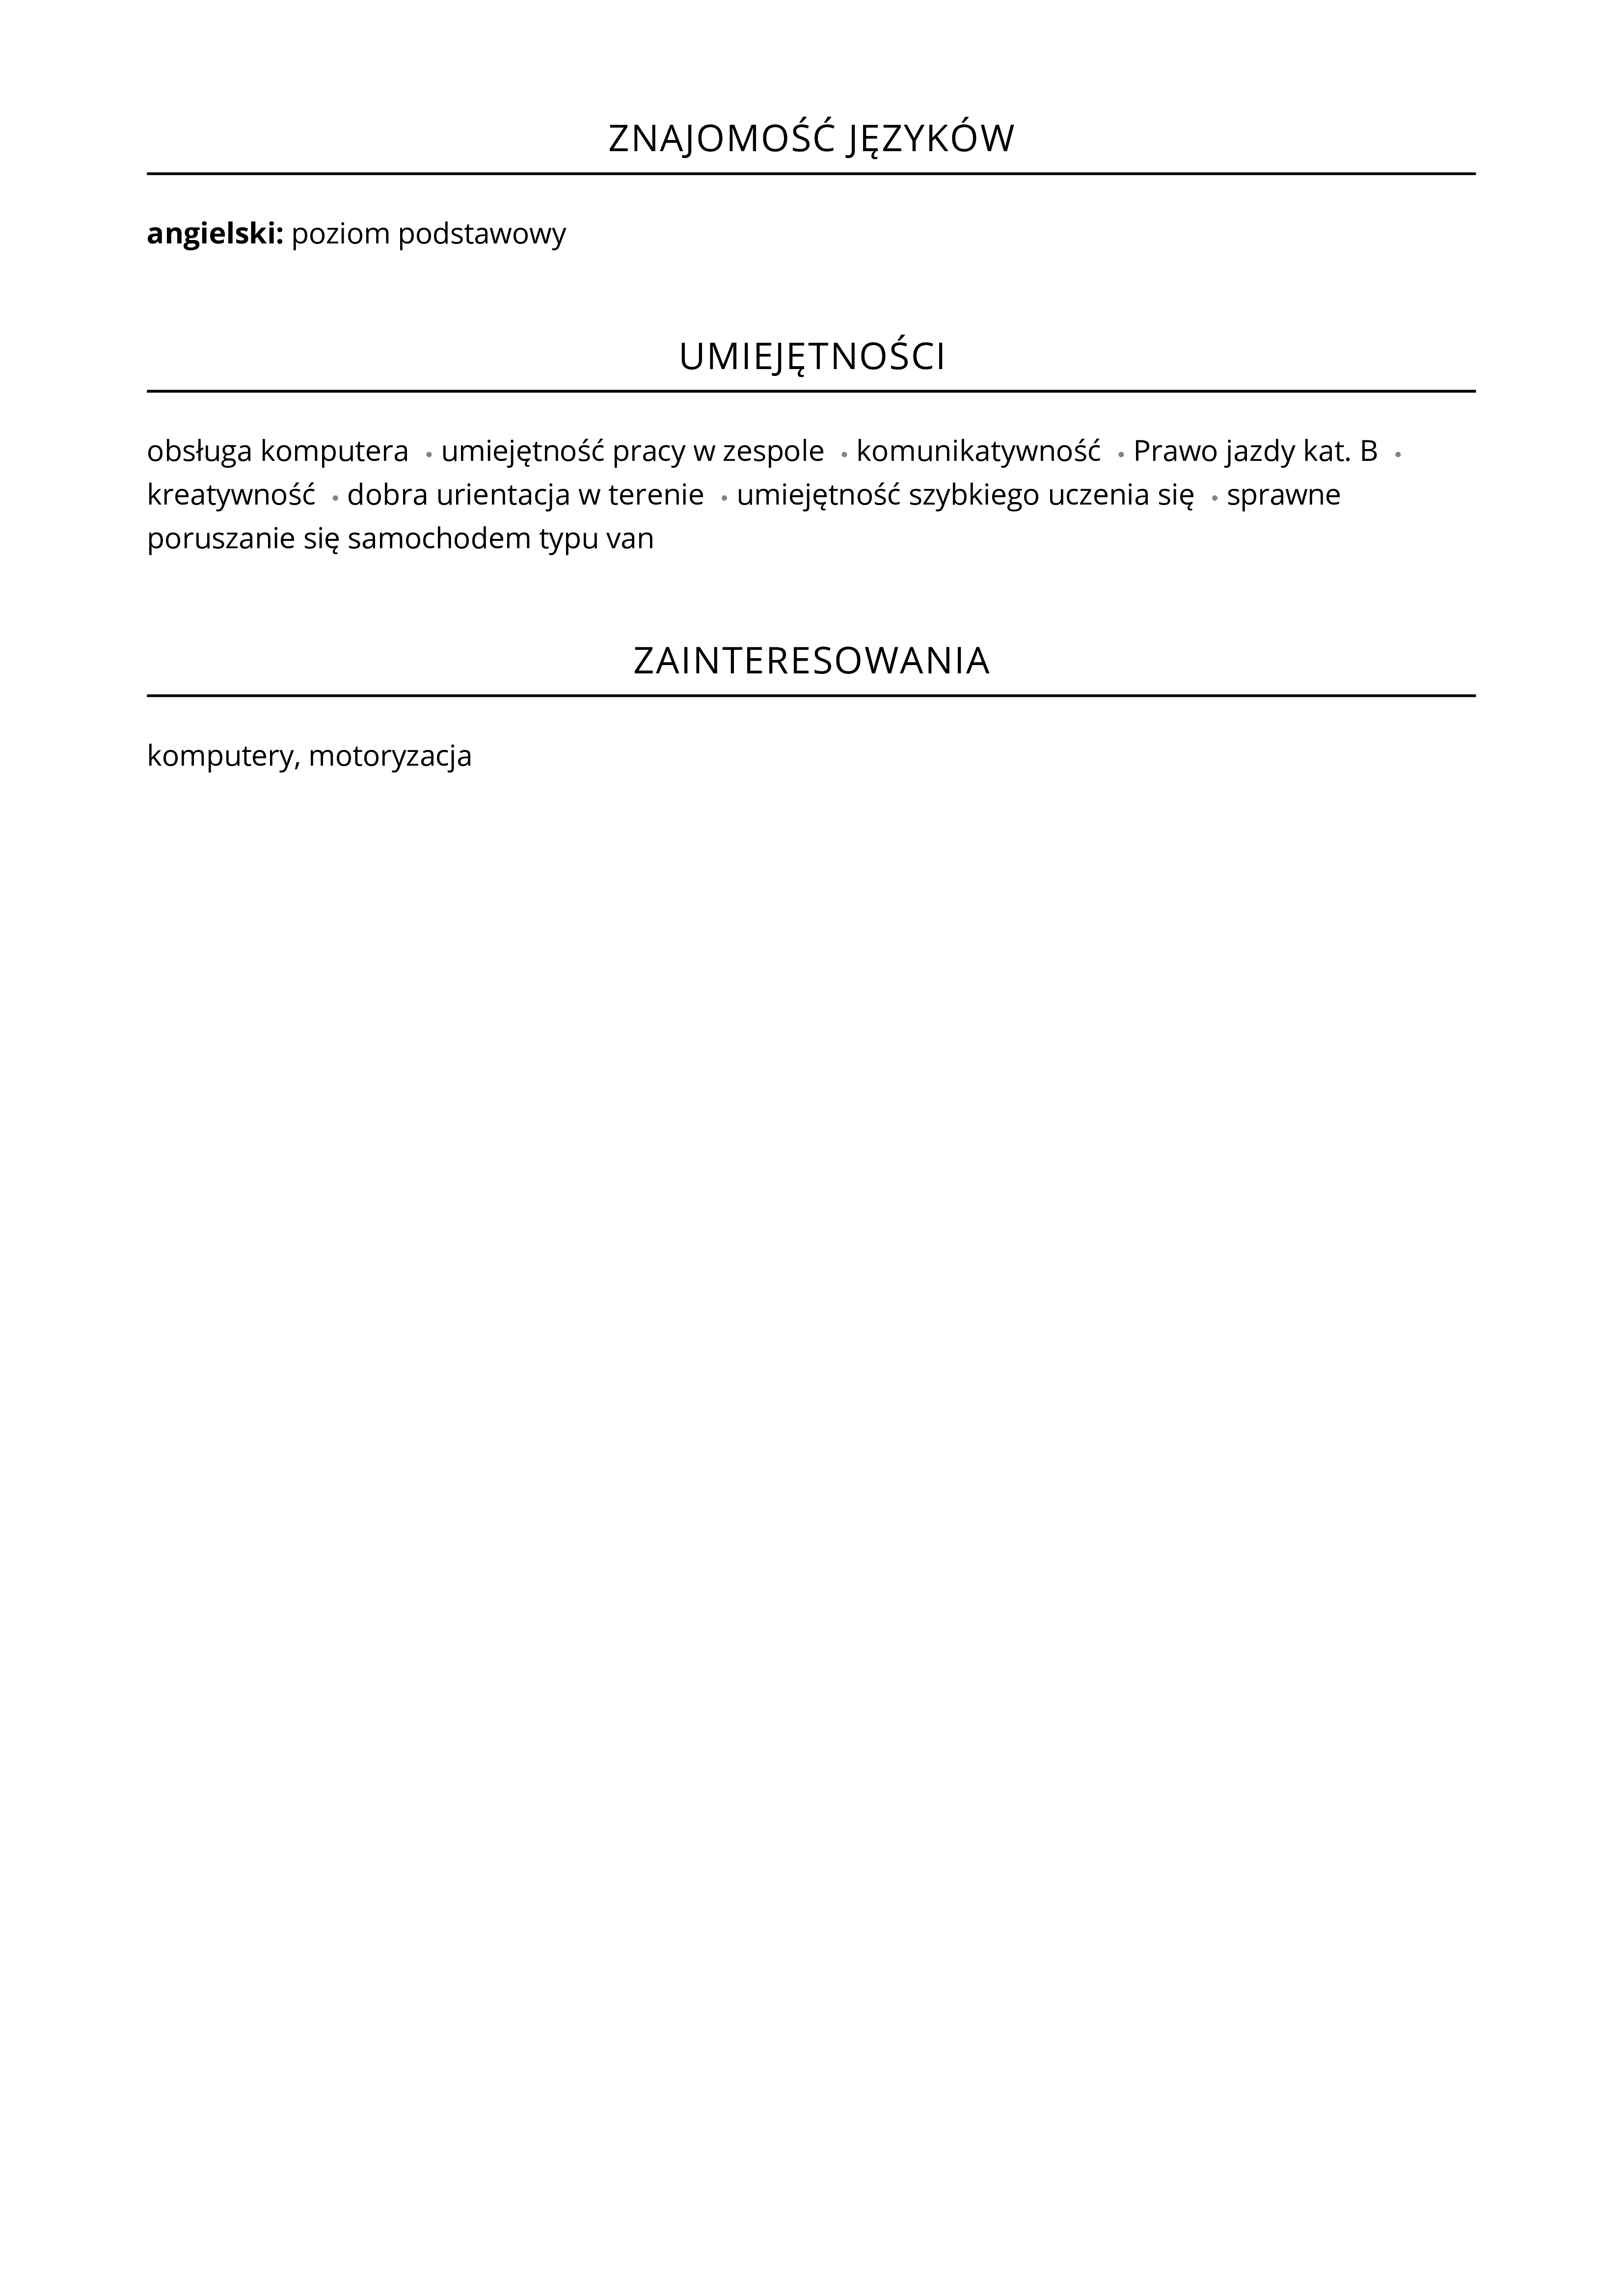 ZNAJOMOŚĆ JĘZYKÓW
angielski: poziom podstawowy
UMIEJĘTNOŚCI
obsługa komputera • umiejętność pracy w zespole • komunikatywność • Prawo jazdy kat. B •
kreatywność • dobra urientacja w terenie • umiejętność szybkiego uczenia się • sprawne
poruszanie się samochodem typu van
ZAINTERESOWANIA
komputery, motoryzacja